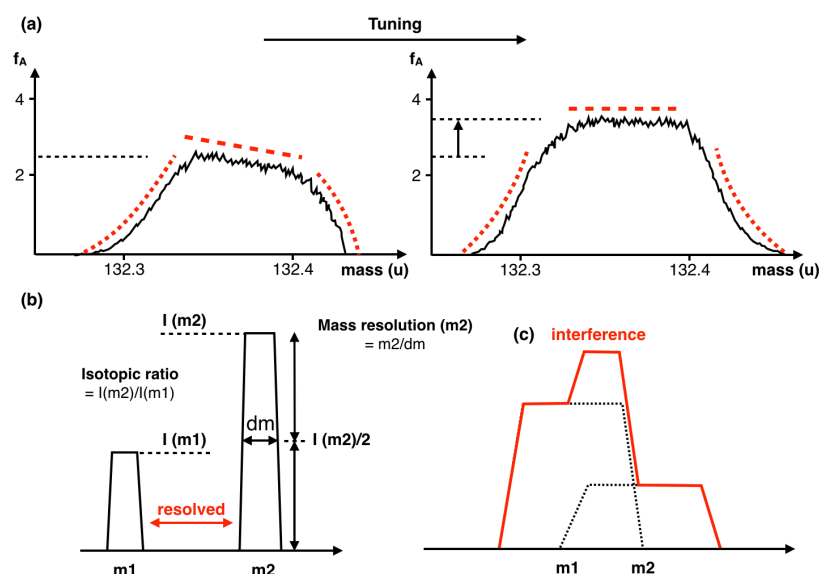 (a)
Tuning
fA
4
2
132.3
132.4
mass (u)
fA
4
2
132.3
132.4
mass (u)
(b)
I (m2)
Mass resolution (m2)
= m2/dm
Isotopic ratio
= I(m2)/I(m1)
I (m1)
dm
I (m2)/2
resolved
m1
m2
(c)
interference
m1
m2